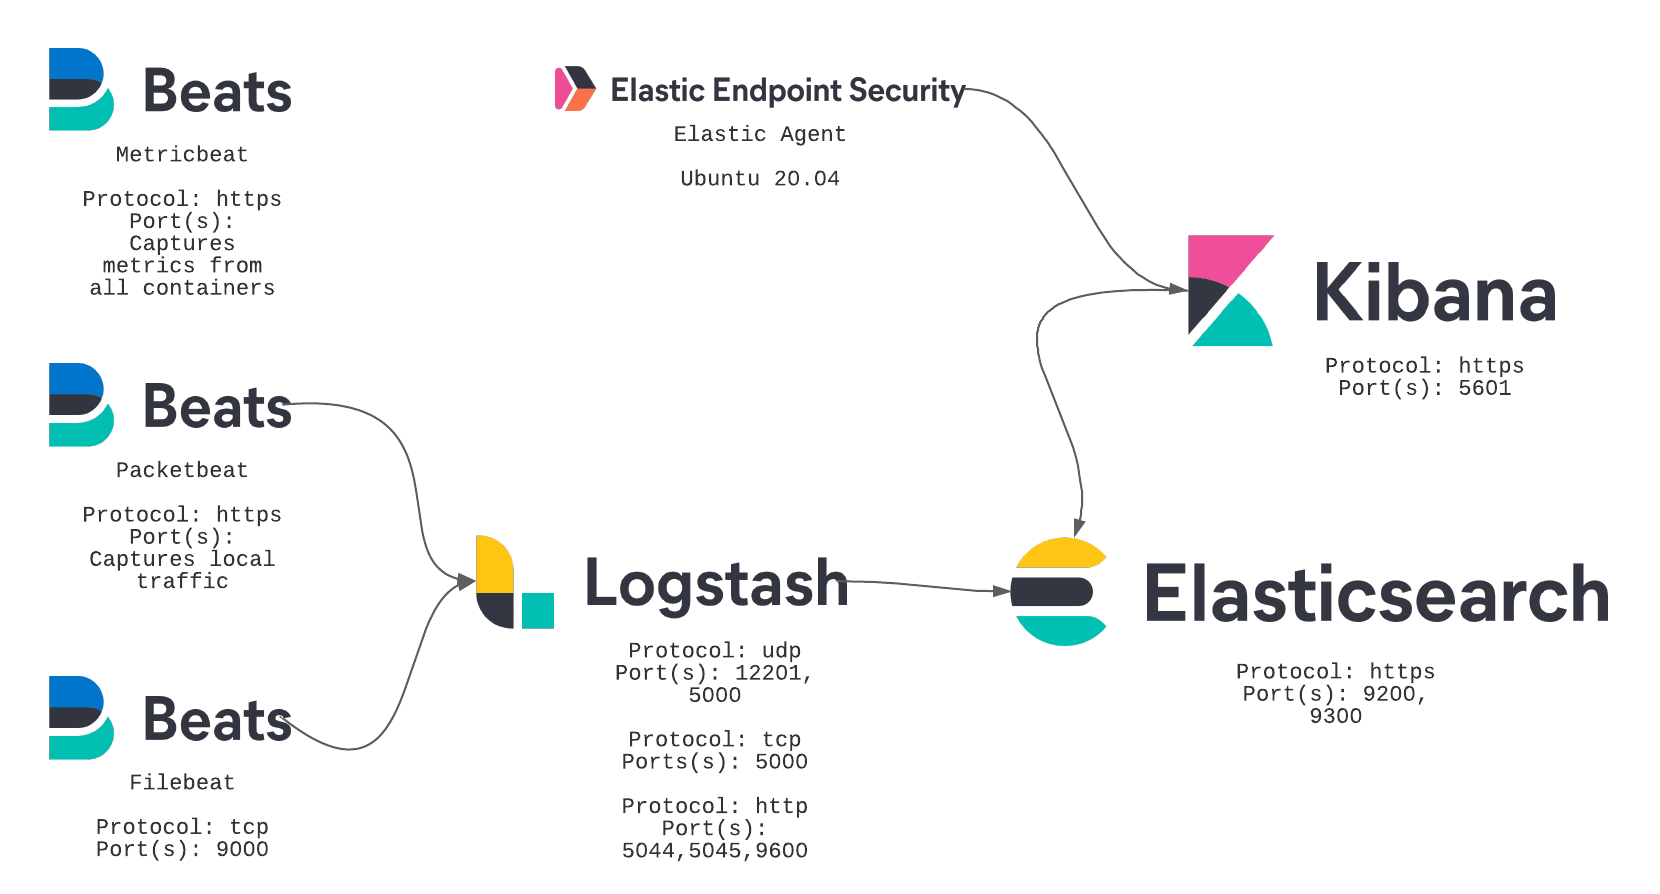 Beats
Metricbeat
Protocol: https
Port(s):
Captures
metrics from
all containers
Elastic Endpoint Security
Elastic Agent
Ubuntu 20.04
Kibana
Protocol: https
Port(s): 5601
Beats
Packetbeat
Protocol: https
Port(s):
Captures local
traffic
Logstash
Protocol: udp
Port(s): 12201,
5000
Protocol: tcp
Ports(s): 5000
Protocol: http
Port(s):
5044,5045,9600
Elasticsearch
Protocol: https
Port(s): 9200,
9300
Beats
Filebeat
Protocol: tcp
Port(s): 9000